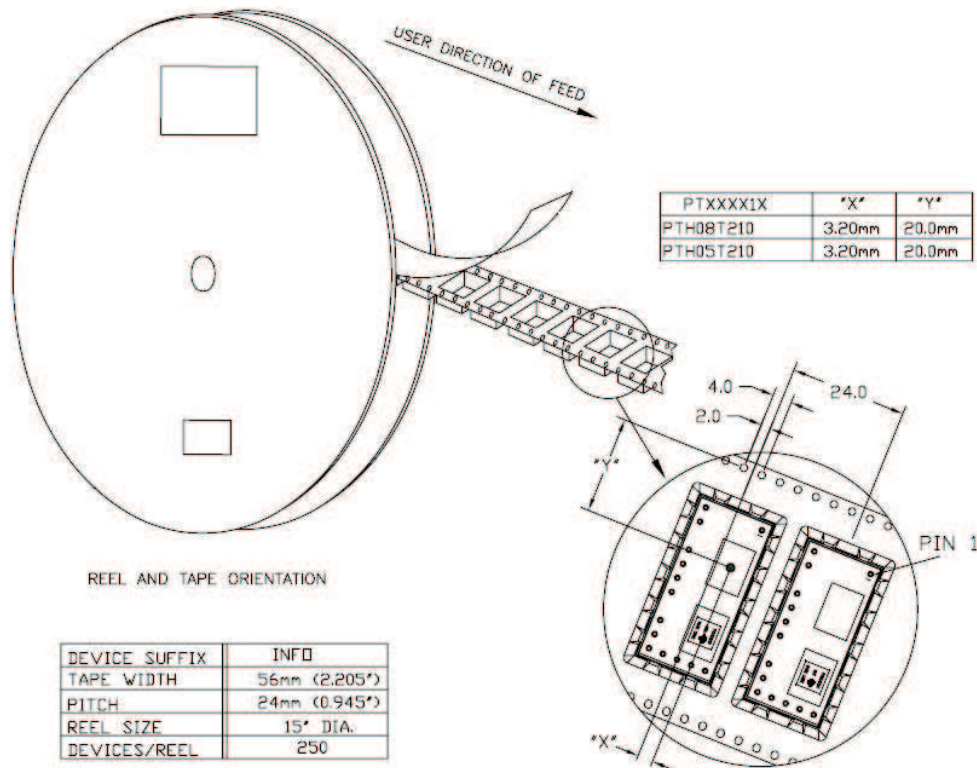 USER DIRECTION OF FEED
PTXXXX1X "X" "Y"
PTH08T210 3.20mm 20.0mm
PTH05T210 3.20mm 20.0mm
4.0
24.0
2.0
"Y"
PIN 1
REEL AND TAPE ORIENTATION
DEVICE SUFFIX INFO
TAPE WIDTH 56mm (2.205")
PITCH 24mm (0.945")
REEL SIZE 15" DIA.
DEVICES/REEL 250
"X"